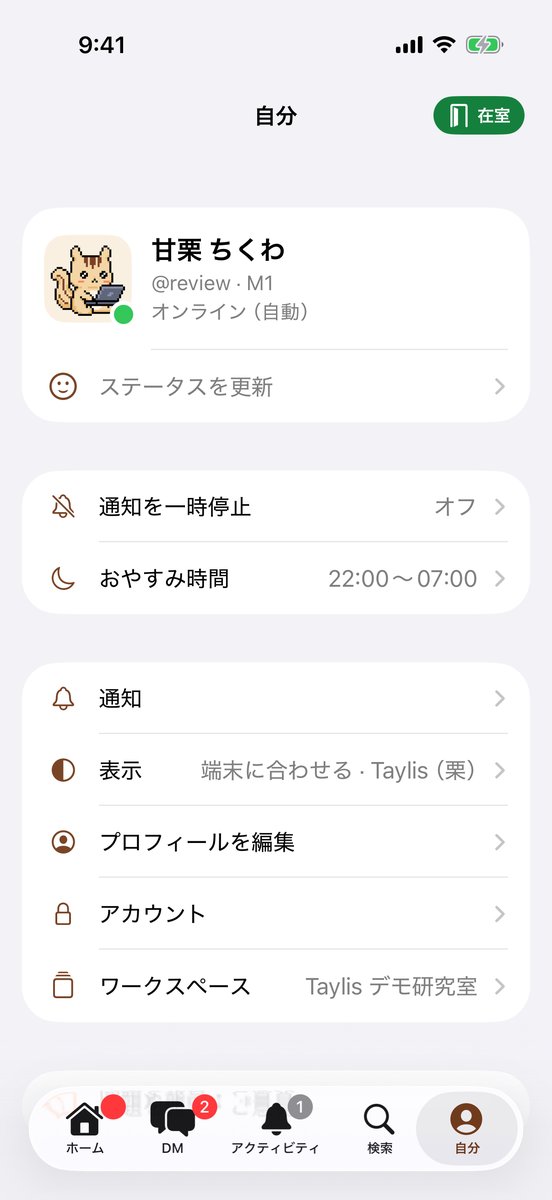 9:41
自分
在室
甘栗 ちくわ
@review · M1
オンライン（自動）
ステータスを更新
通知を一時停止 オフ
おやすみ時間 22:00〜07:00
通知
表示 端末に合わせる · Taylis（栗）
プロフィールを編集
アカウント
ワークスペース Taylis デモ研究室
2
1
ホーム DM アクティビティ 検索 自分